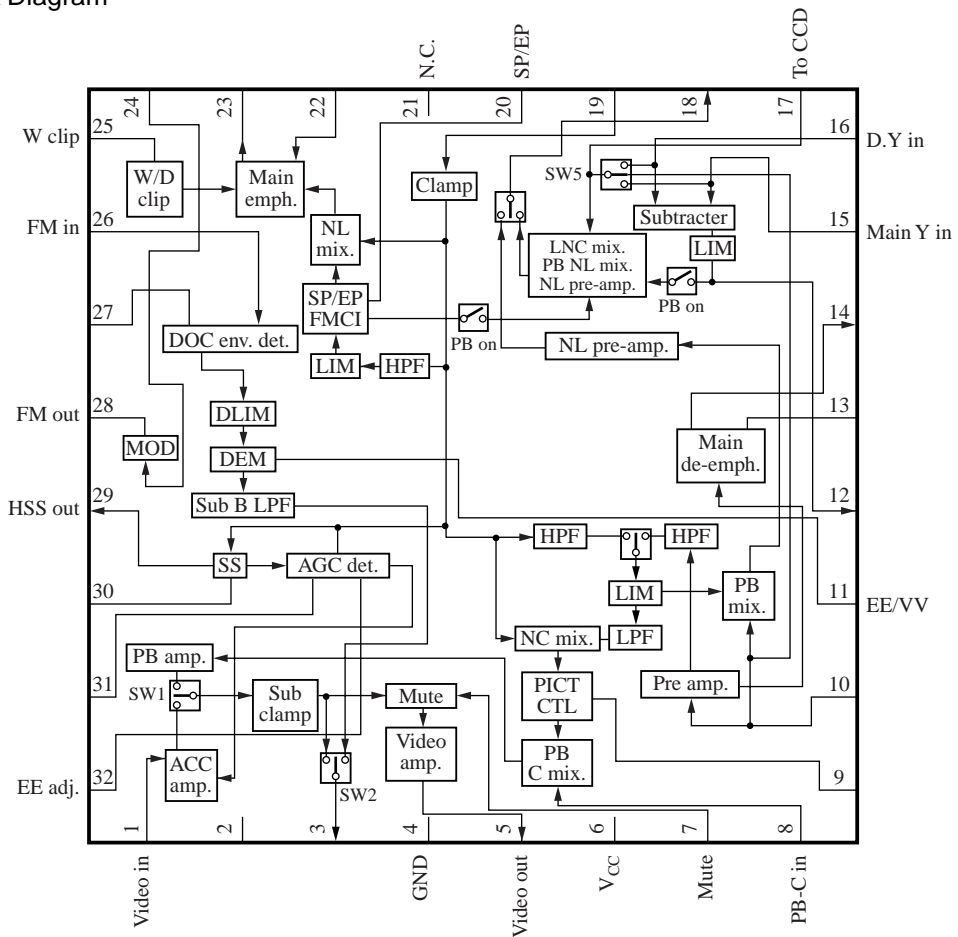 Diagram
N.C.
SP/EP
To CCD
24
23
22
21
20
19
18
17
W clip
25
16
D.Y in
W/D
clip
Main
emph.
Clamp
SW5
FM in
26
NL
mix.
Subtracter
15
Main Y in
LNC mix.
PB NL mix.
NL pre-amp.
LIM
SP/EP
FMCI
PB on
27
DOC env. det.
PB on
14
NL pre-amp.
LIM
HPF
FM out
28
DLIM
13
MOD
DEM
Main
de-emph.
HSS out
29
Sub B LPF
12
HPF
HPF
SS
AGC det.
LIM
PB
mix.
30
11
EE/VV
NC mix.
LPF
PB amp.
31
SW1
Sub
clamp
Mute
PICT
CTL
Pre amp.
10
Video
amp.
PB
C mix.
EE adj.
32
ACC
amp.
SW2
9
1
2
3
4
5
6
7
8
Video in
GND
Video out
VCC
Mute
PB-C in